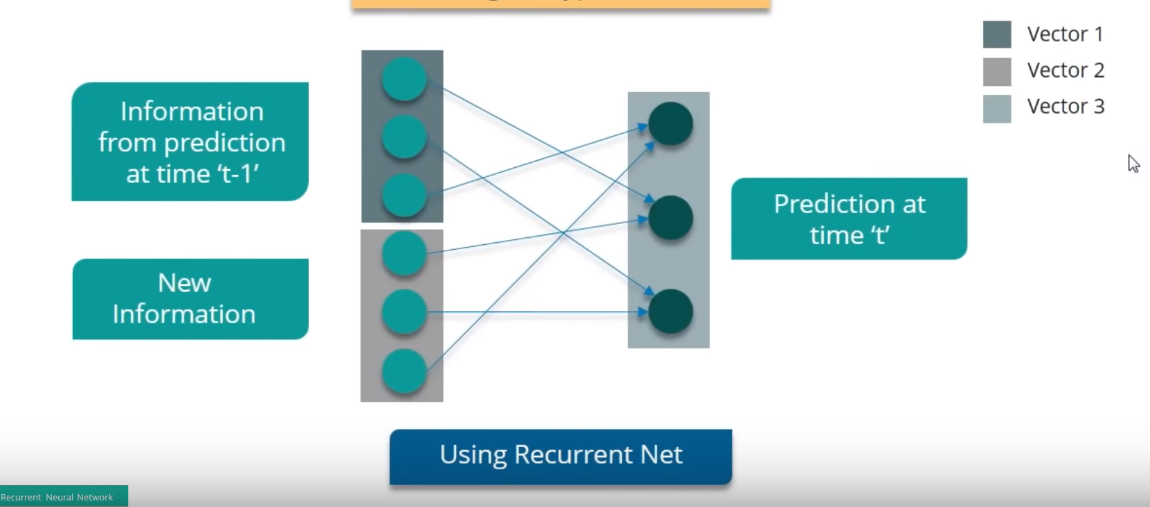 Vector 1
Vector 2
Vector 3
Information
from prediction
at time ‘t-1’
New
Information
Prediction at
time ‘t’
Using Recurrent Net
Recurrent Neural Network